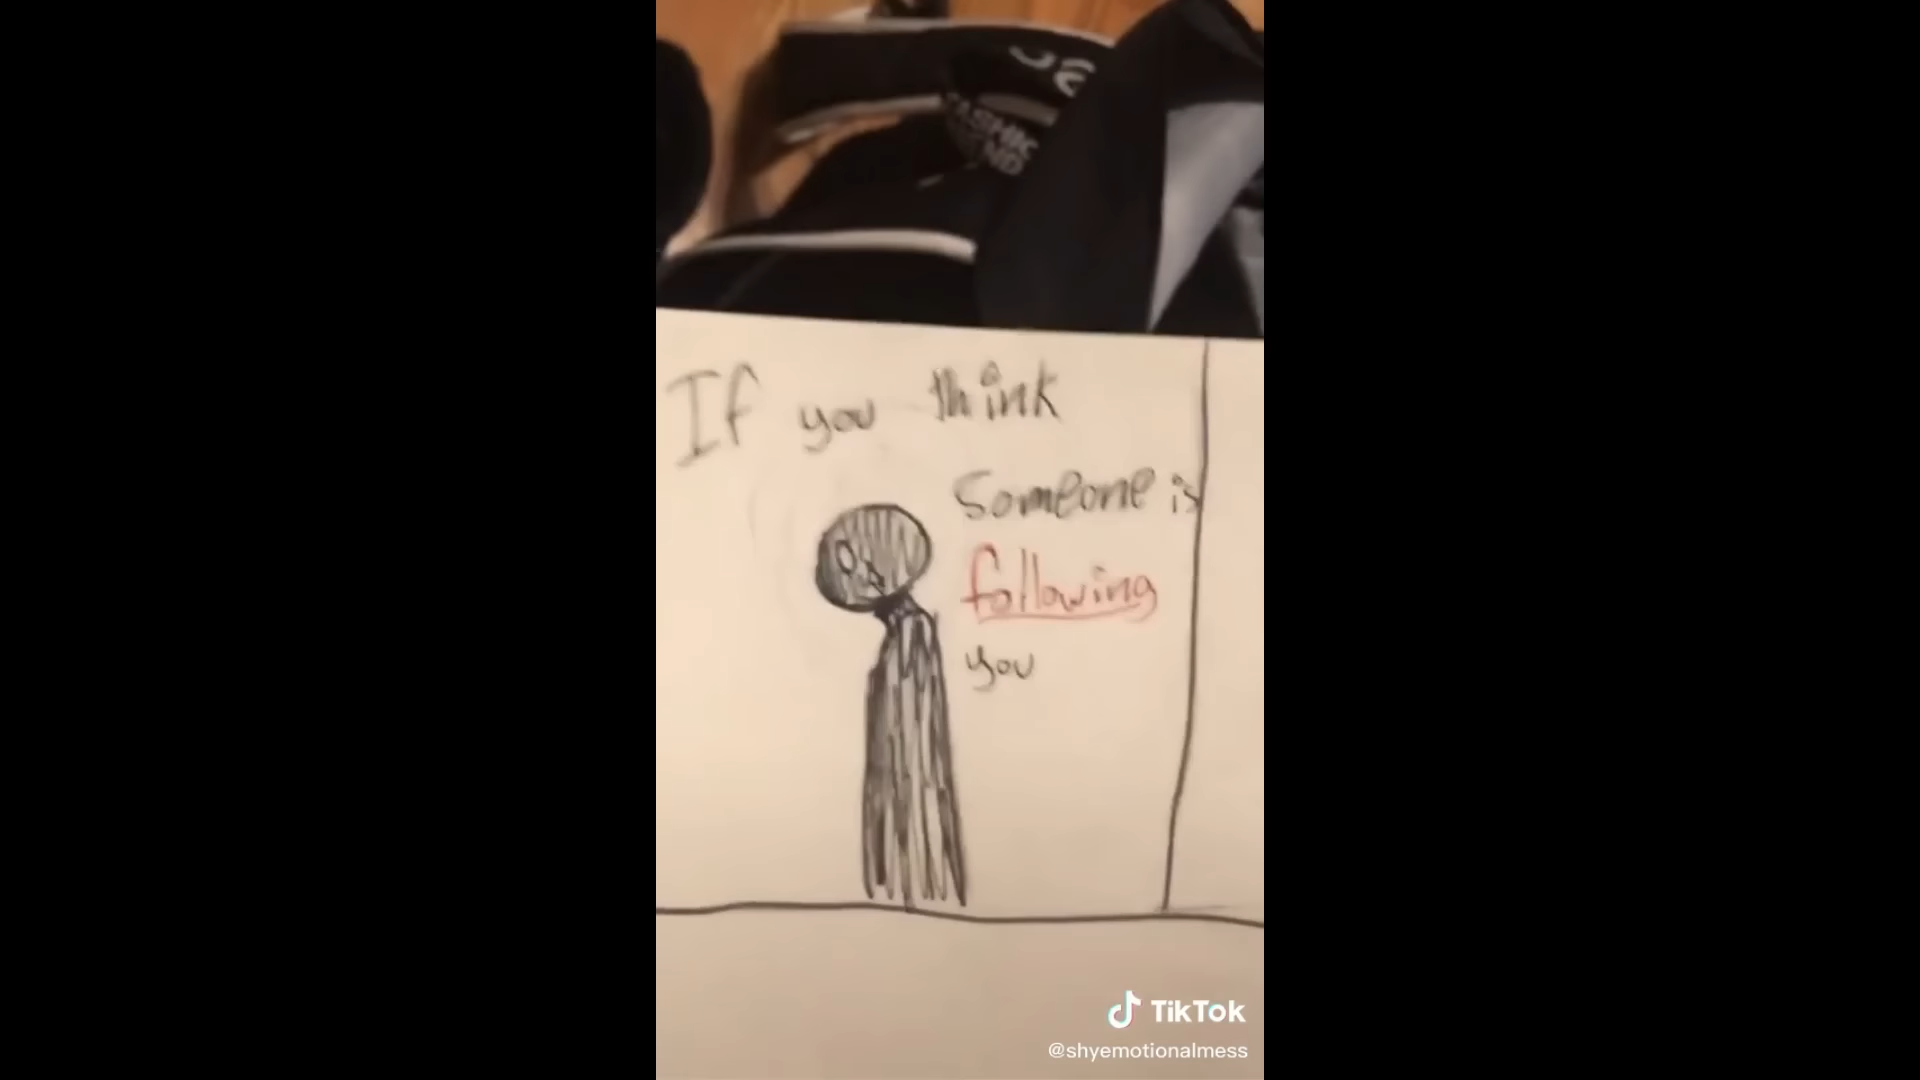 If you think
Someone is
following
you
TikTok
@shyemotionalmess